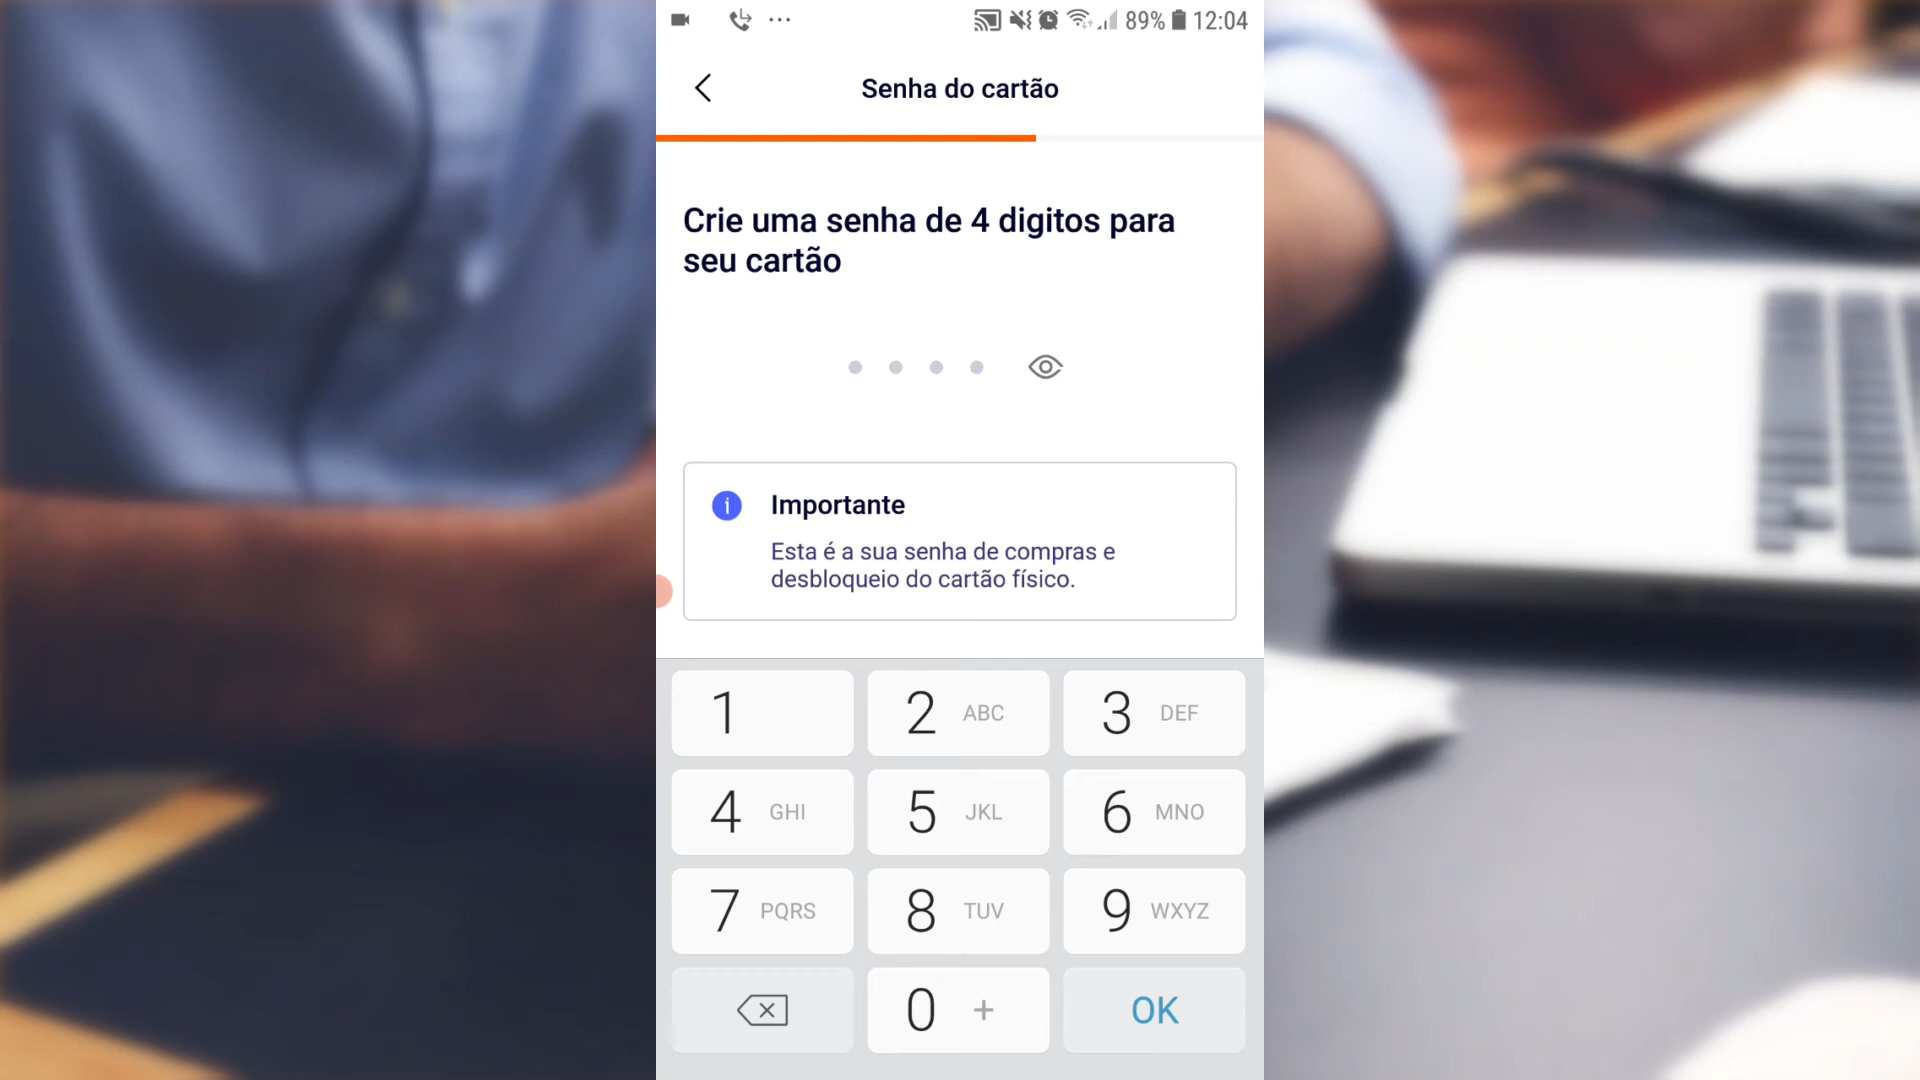 89% 12:04
Senha do cartão
Crie uma senha de 4 digitos para
seu cartão
Importante
Esta é a sua senha de compras e
desbloqueio do cartão físico.
1 2 ABC 3 DEF
4 GHI 5 JKL 6 MNO
7 PQRS 8 TUV 9 WXYZ
0 + OK